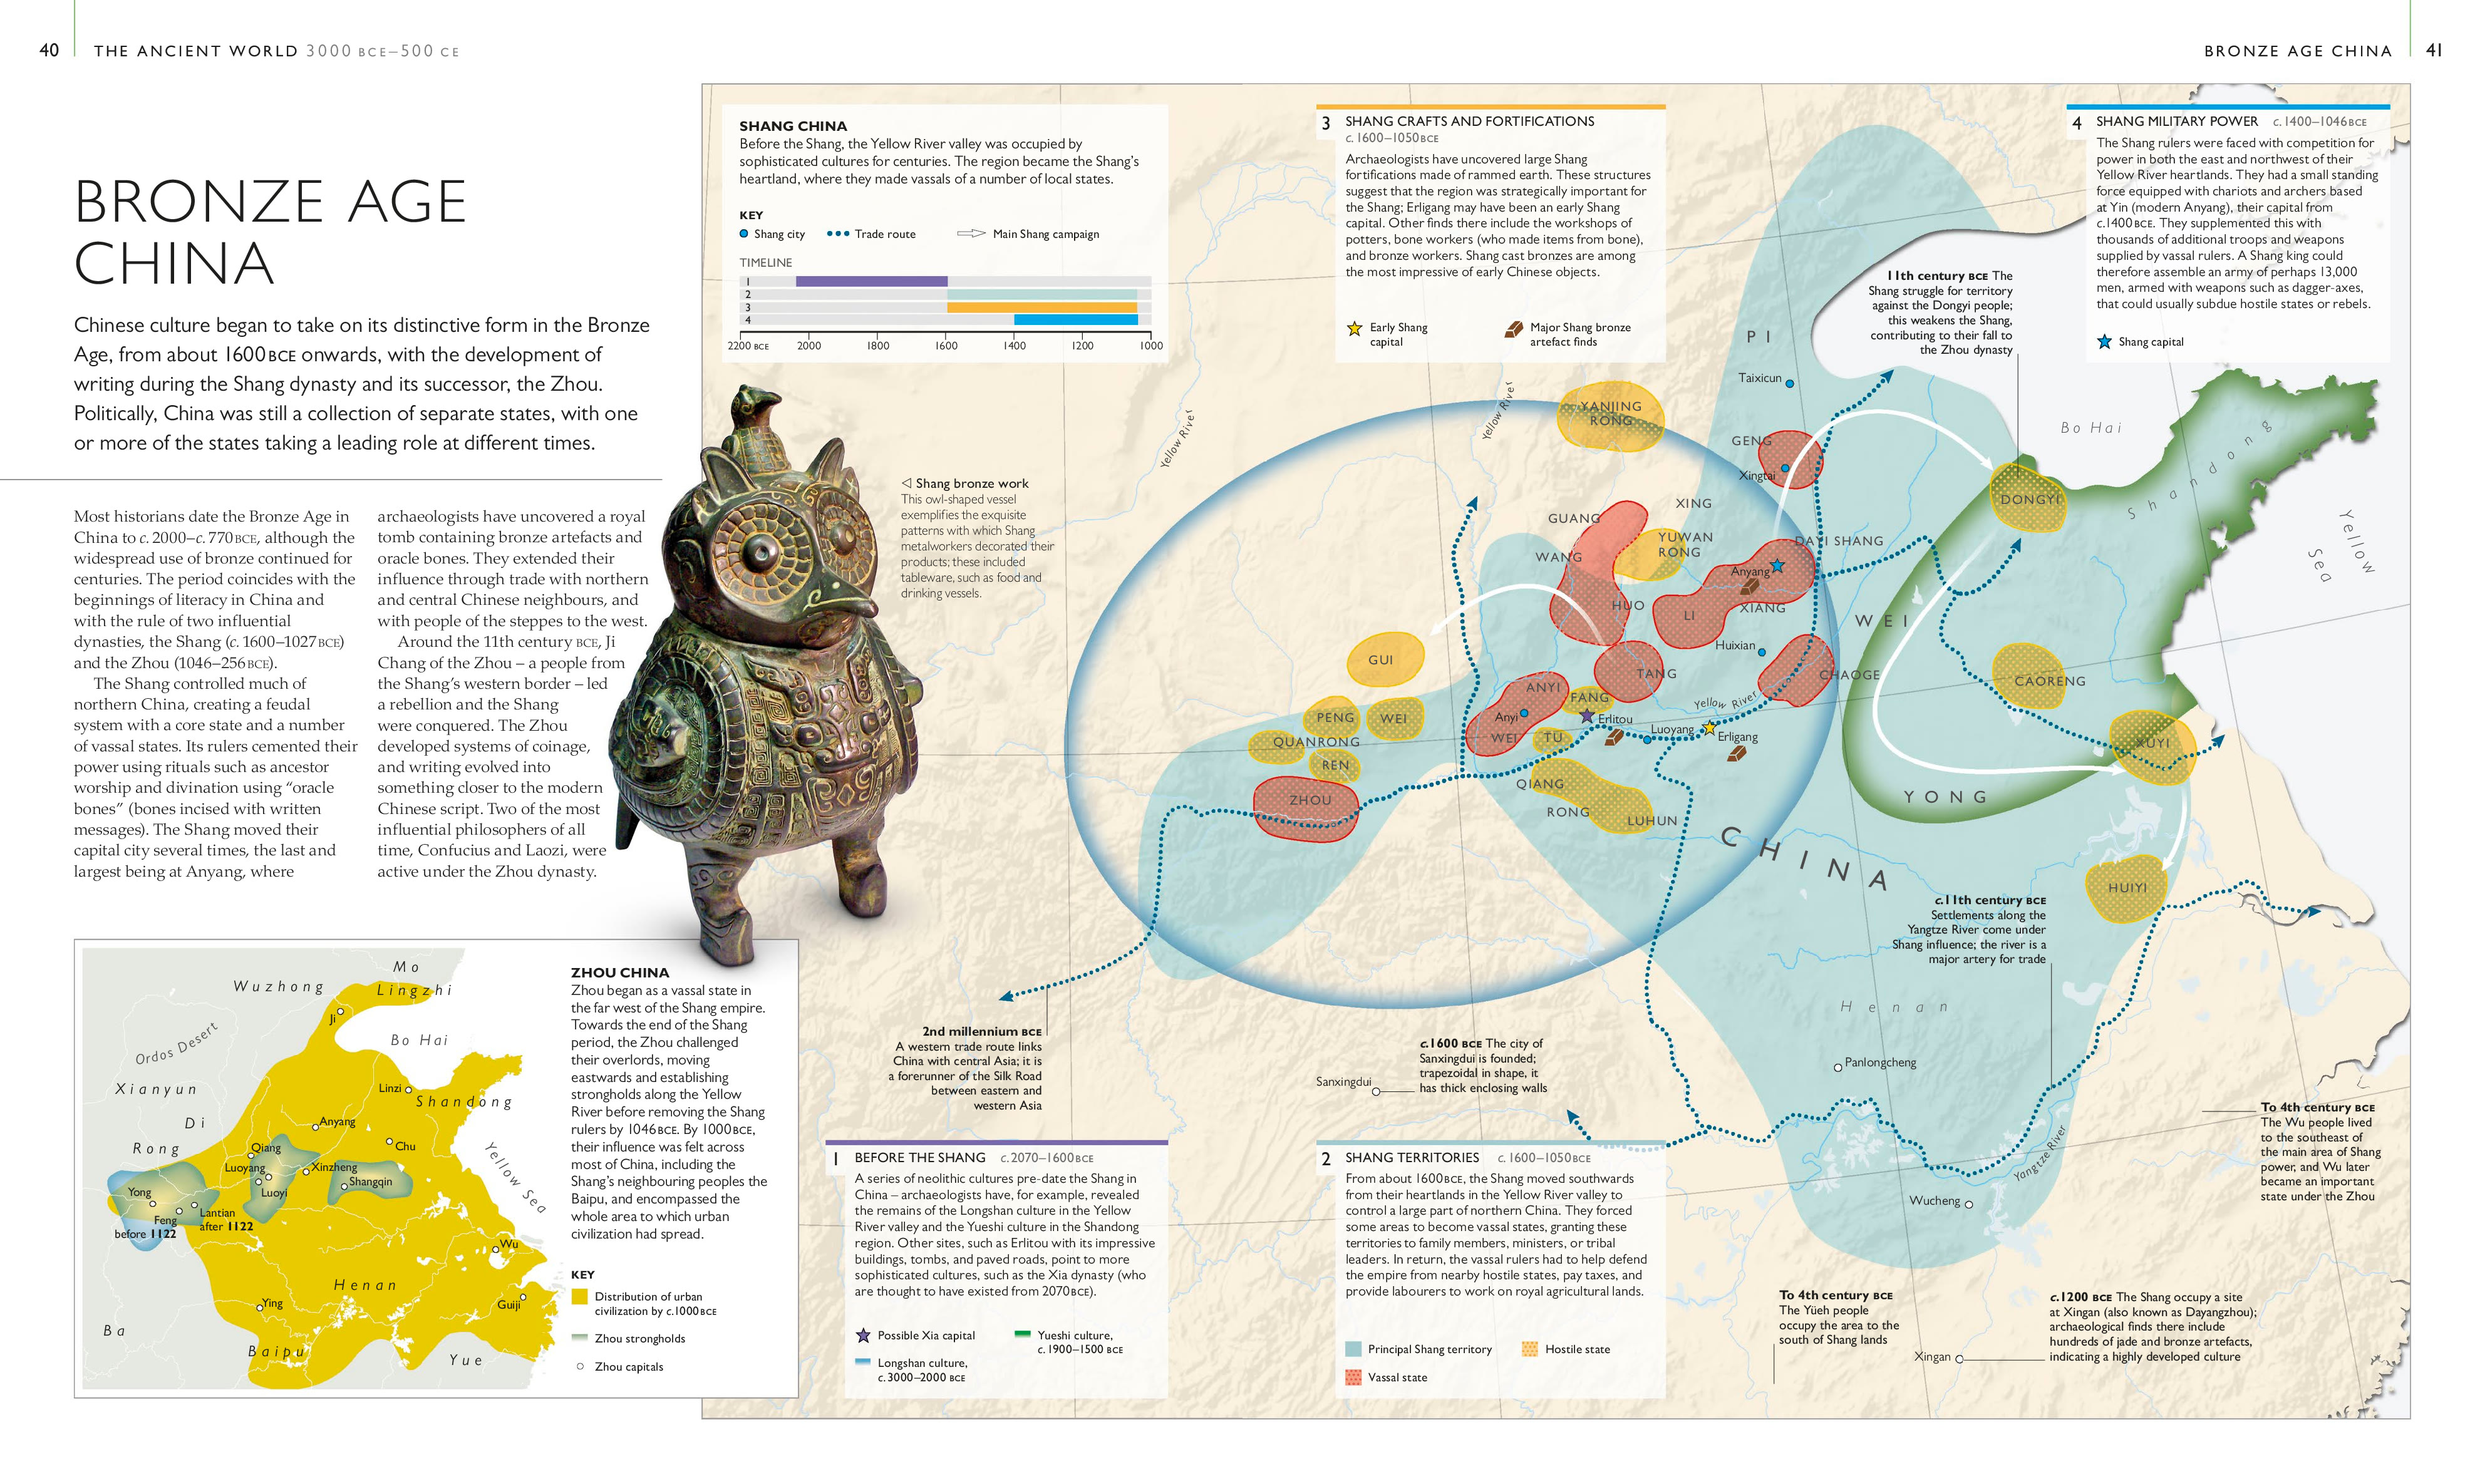 40
THE ANCIENT WORLD 3000 BCE–500 CE
BRONZE AGE CHINA
41
BRONZE AGE
CHINA
Chinese culture began to take on its distinctive form in the Bronze
Age, from about 1600 BCE onwards, with the development of
writing during the Shang dynasty and its successor, the Zhou.
Politically, China was still a collection of separate states, with one
or more of the states taking a leading role at different times.
Most historians date the Bronze Age in
China to c. 2000–c. 770 BCE, although the
widespread use of bronze continued for
centuries. The period coincides with the
beginnings of literacy in China and
with the rule of two influential
dynasties, the Shang (c. 1600–1027 BCE)
and the Zhou (1046–256 BCE).
The Shang controlled much of
northern China, creating a feudal
system with a core state and a number
of vassal states. Its rulers cemented their
power using rituals such as ancestor
worship and divination using “oracle
bones” (bones incised with written
messages). The Shang moved their
capital city several times, the last and
largest being at Anyang, where
archaeologists have uncovered a royal
tomb containing bronze artefacts and
oracle bones. They extended their
influence through trade with northern
and central Chinese neighbours, and
with people of the steppes to the west.
Around the 11th century BCE, Ji
Chang of the Zhou – a people from
the Shang’s western border – led
a rebellion and the Shang
were conquered. The Zhou
developed systems of coinage,
and writing evolved into
something closer to the modern
Chinese script. Two of the most
influential philosophers of all
time, Confucius and Laozi, were
active under the Zhou dynasty.
SHANG CHINA
Before the Shang, the Yellow River valley was occupied by
sophisticated cultures for centuries. The region became the Shang’s
heartland, where they made vassals of a number of local states.
KEY
Shang city
Trade route
Main Shang campaign
TIMELINE
1
2
3
4
2200 BCE
2000
1800
1600
1400
1200
1000
◁ Shang bronze work
This owl-shaped vessel
exemplifies the exquisite
patterns with which Shang
metalworkers decorated their
products; these included
tableware, such as food and
drinking vessels.
3
SHANG CRAFTS AND FORTIFICATIONS
c. 1600–1050 BCE
Archaeologists have uncovered large Shang
fortifications made of rammed earth. These structures
suggest that the region was strategically important for
the Shang; Erligang may have been an early Shang
capital. Other finds there include the workshops of
potters, bone workers (who made items from bone),
and bronze workers. Shang cast bronzes are among
the most impressive of early Chinese objects.
Early Shang
capital
Major Shang bronze
artefact finds
4
SHANG MILITARY POWER c. 1400–1046 BCE
The Shang rulers were faced with competition for
power in both the east and northwest of their
Yellow River heartlands. They had a small standing
force equipped with chariots and archers based
at Yin (modern Anyang), their capital from
c.1400 BCE. They supplemented this with
thousands of additional troops and weapons
supplied by vassal rulers. A Shang king could
therefore assemble an army of perhaps 13,000
men, armed with weapons such as dagger-axes,
that could usually subdue hostile states or rebels.
Shang capital
11th century BCE The
Shang struggle for territory
against the Dongyi people;
this weakens the Shang,
contributing to their fall to
the Zhou dynasty
PI
Taixicun
Yellow River
Yellow River
YANJING
RONG
Bo Hai
Shandong
Yellow
Sea
GENG
Xingtai
XING
GUANG
DONGYI
YUWAN
RONG
DAYI SHANG
WANG
Anyang
HUO
LI
XIANG
WEI
Huixian
GUI
TANG
CHAOGE
CAORENG
ANYI
FANG
Yellow River
PENG
WEI
Anyi
Erlitou
Luoyang
Erligang
QUANRONG
WEI
TU
XUYI
REN
QIANG
ZHOU
YONG
RONG
LUHUN
CHINA
HUIYI
c.11th century BCE
Settlements along the
Yangtze River come under
Shang influence; the river is a
major artery for trade
Henan
2nd millennium BCE
A western trade route links
China with central Asia; it is
a forerunner of the Silk Road
between eastern and
western Asia
c.1600 BCE The city of
Sanxingdui is founded;
trapezoidal in shape, it
has thick enclosing walls
Sanxingdui
Panlongcheng
To 4th century BCE
The Wu people lived
to the southeast of
the main area of Shang
power, and Wu later
became an important
state under the Zhou
Yangtze River
Wucheng
To 4th century BCE
The Yüeh people
occupy the area to the
south of Shang lands
c.1200 BCE The Shang occupy a site
at Xingan (also known as Dayangzhou);
archaeological finds there include
hundreds of jade and bronze artefacts,
indicating a highly developed culture
Xingan
1
BEFORE THE SHANG c. 2070–1600 BCE
A series of neolithic cultures pre-date the Shang in
China – archaeologists have, for example, revealed
the remains of the Longshan culture in the Yellow
River valley and the Yueshi culture in the Shandong
region. Other sites, such as Erlitou with its impressive
buildings, tombs, and paved roads, point to more
sophisticated cultures, such as the Xia dynasty (who
are thought to have existed from 2070 BCE).
Possible Xia capital
Yueshi culture,
c. 1900–1500 BCE
Longshan culture,
c. 3000–2000 BCE
2
SHANG TERRITORIES c. 1600–1050 BCE
From about 1600 BCE, the Shang moved southwards
from their heartlands in the Yellow River valley to
control a large part of northern China. They forced
some areas to become vassal states, granting these
territories to family members, ministers, or tribal
leaders. In return, the vassal rulers had to help defend
the empire from nearby hostile states, pay taxes, and
provide labourers to work on royal agricultural lands.
Principal Shang territory
Hostile state
Vassal state
ZHOU CHINA
Zhou began as a vassal state in
the far west of the Shang empire.
Towards the end of the Shang
period, the Zhou challenged
their overlords, moving
eastwards and establishing
strongholds along the Yellow
River before removing the Shang
rulers by 1046 BCE. By 1000 BCE,
their influence was felt across
most of China, including the
Shang’s neighbouring peoples the
Baipu, and encompassed the
whole area to which urban
civilization had spread.
KEY
Distribution of urban
civilization by c.1000 BCE
Zhou strongholds
Zhou capitals
Mo
Wuzhong
Lingzhi
Ji
Ordos Desert
Bo Hai
Xianyun
Linzi
Shandong
Di
Anyang
Rong
Qiang
Chu
Yellow Sea
Luoyang
Xinzheng
Shangqin
Luoyi
Yong
Feng
Lantian
after 1122
before 1122
Wu
Henan
Ying
Guiji
Ba
Baipu
Yue